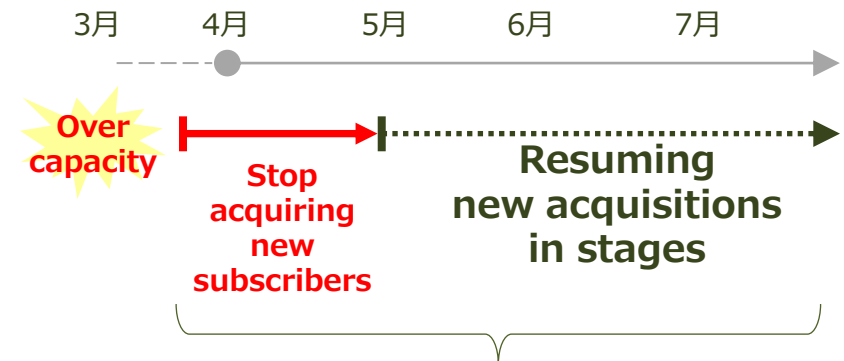 3月 4月 5月 6月 7月
Over
capacity
Stop
acquiring
new
subscribers
Resuming
new acquisitions
in stages